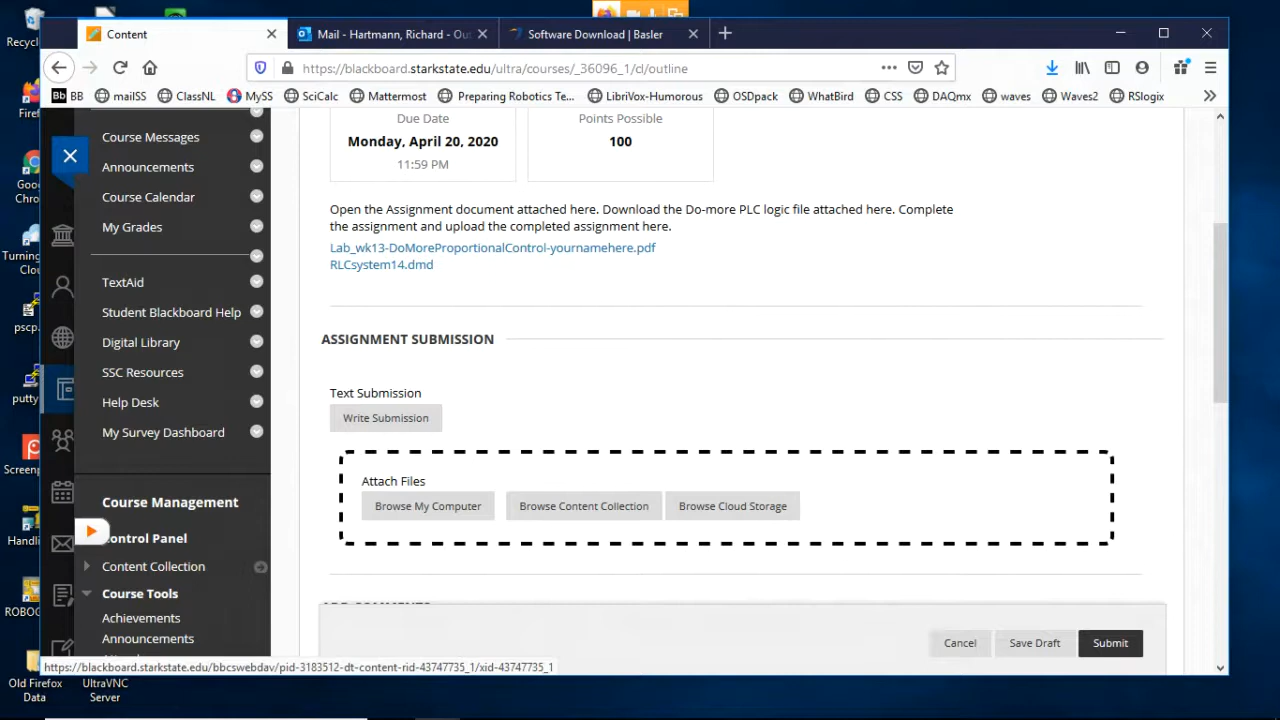 Recycle
Content
Mail - Hartmann, Richard - Ou
Software Download | Basler
https://blackboard.starkstate.edu/ultra/courses/_36096_1/cl/outline
Bb BB mailSS ClassNL MySS SciCalc Mattermost Preparing Robotics Te... LibriVox-Humorous OSDpack WhatBird CSS DAQmx waves Waves2 RSlogix
Firef
Goog
Chro
Turning
Clou
pscp.
putty
Screenp
Handli
ROBOG
Old Firefox
Data
UltraVNC
Server
Course Messages
Announcements
Course Calendar
My Grades
TextAid
Student Blackboard Help
Digital Library
SSC Resources
Help Desk
My Survey Dashboard
Course Management
Control Panel
Content Collection
Course Tools
Achievements
Announcements
Due Date
Monday, April 20, 2020
11:59 PM
Points Possible
100
Open the Assignment document attached here. Download the Do-more PLC logic file attached here. Complete
the assignment and upload the completed assignment here.
Lab_wk13-DoMoreProportionalControl-yournamehere.pdf
RLCsystem14.dmd
ASSIGNMENT SUBMISSION
Text Submission
Write Submission
Attach Files
Browse My Computer Browse Content Collection Browse Cloud Storage
Cancel Save Draft Submit
https://blackboard.starkstate.edu/bbcswebdav/pid-3183512-dt-content-rid-43747735_1/xid-43747735_1